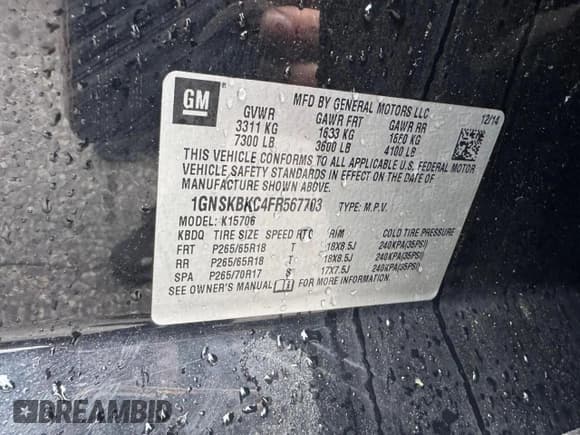 GM
MFD BY GENERAL MOTORS LLC
12/14
GVWR GAWR FRT GAWR RR
3311 KG 1633 KG 1860 KG
7300 LB 3600 LB 4100 LB
THIS VEHICLE CONFORMS TO ALL APPLICABLE U.S. FEDERAL MOTOR
VEHICLE SAFETY STANDARDS IN EFFECT ON THE DATE OF
MANUFACTURE SHOWN ABOVE.
1GNSKBKC4FR567703 TYPE: M.P.V.
MODEL: K15706
KBDQ TIRE SIZE SPEED RTG RIM COLD TIRE PRESSURE
FRT P265/65R18 T 18X8.5J 240KPA(35PSI)
RR P265/65R18 T 18X8.5J 240KPA(35PSI)
SPA P265/70R17 S 17X7.5J 240KPA(35PSI)
SEE OWNER'S MANUAL FOR MORE INFORMATION.
DREAMBID